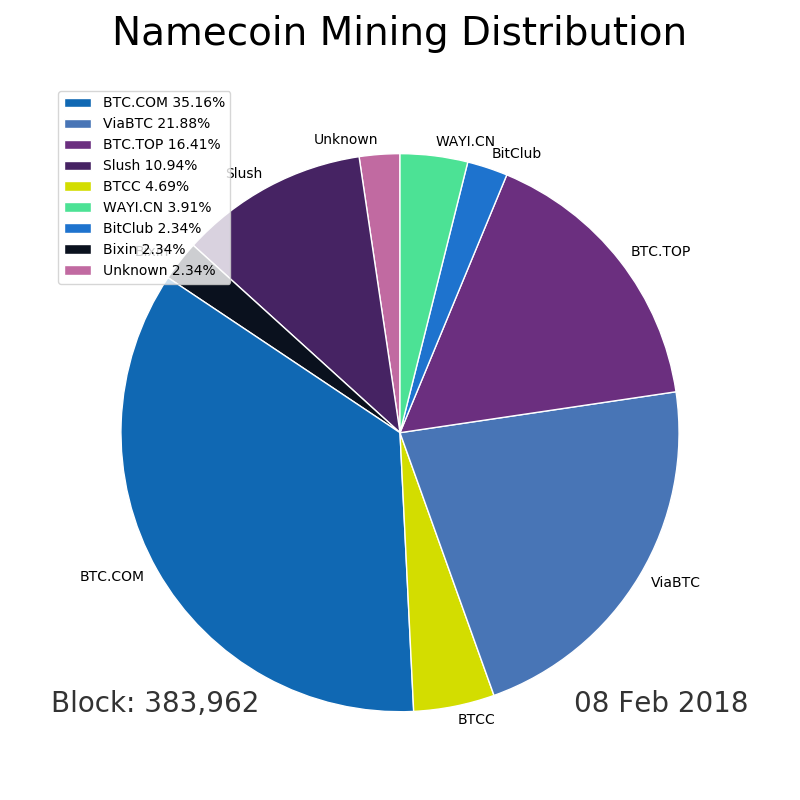 Namecoin Mining Distribution
BTC.COM 35.16%
ViaBTC 21.88%
BTC.TOP 16.41%
Slush 10.94%
BTCC 4.69%
WAYI.CN 3.91%
BitClub 2.34%
Bixin 2.34%
Unknown 2.34%
Unknown
WAYI.CN
BitClub
Slush
BTC.TOP
BTC.COM
ViaBTC
BTCC
Block: 383,962
08 Feb 2018